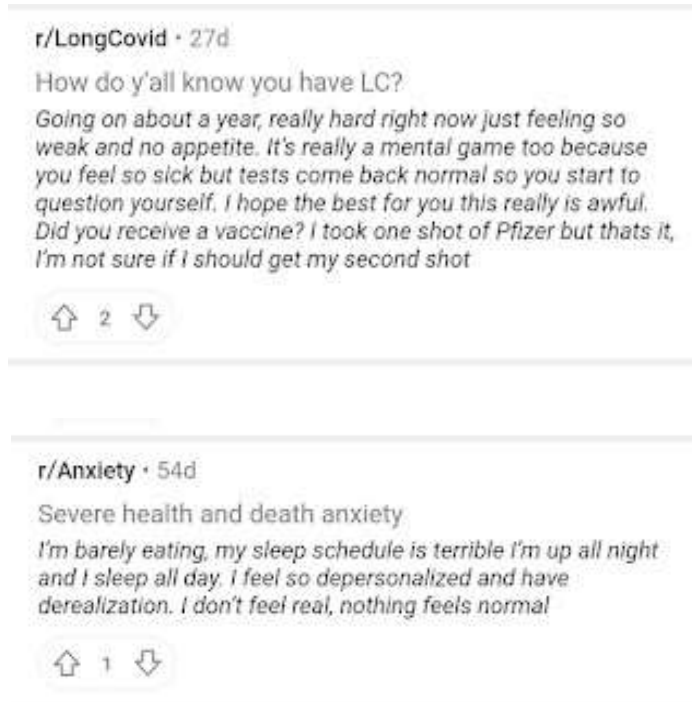 r/LongCovid · 27d
How do y'all know you have LC?
Going on about a year, really hard right now just feeling so
weak and no appetite. It's really a mental game too because
you feel so sick but tests come back normal so you start to
question yourself. I hope the best for you this really is awful.
Did you receive a vaccine? I took one shot of Pfizer but thats it,
I'm not sure if I should get my second shot
2
r/Anxiety · 54d
Severe health and death anxiety
I'm barely eating, my sleep schedule is terrible I'm up all night
and I sleep all day. I feel so depersonalized and have
derealization. I don't feel real, nothing feels normal
1